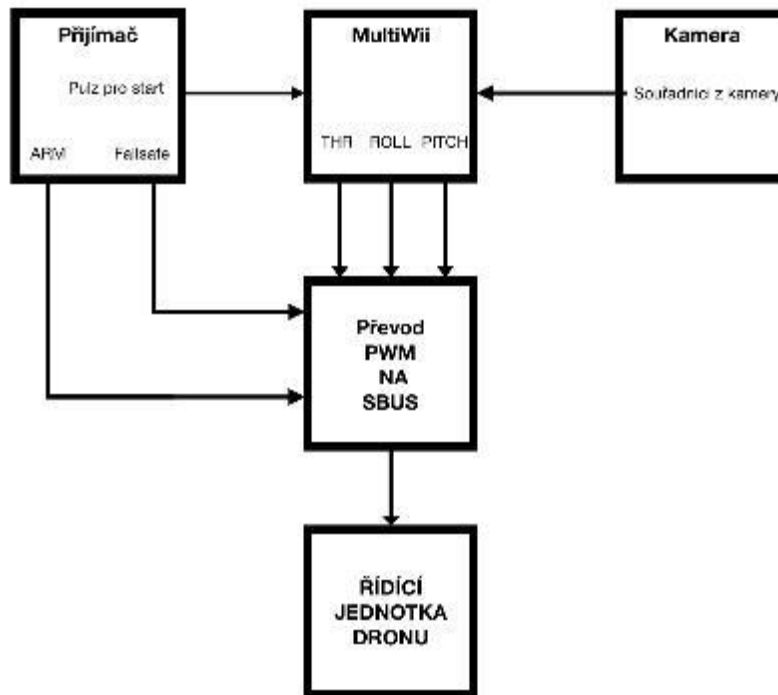 Přijímač
Pulz pro start
ARM
Failsafe
MultiWii
THR ROLL PITCH
Kamera
Souřadnici z kamery
Převod
PWM
NA
SBUS
ŘÍDÍCÍ
JEDNOTKA
DRONU